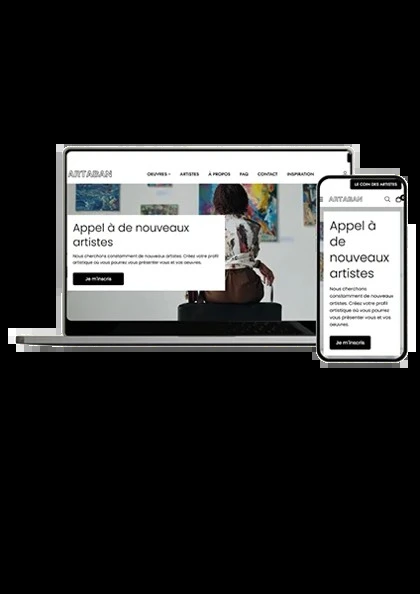 ARTABAN
OEUVRES ARTISTES À PROPOS FAQ CONTACT INSPIRATION
Appel à de nouveaux
artistes
Nous cherchons constamment de nouveaux artistes. Créez votre profil
artistique où vous pourrez vous présenter vous et vos oeuvres.
Je m'inscris
LE COIN DES ARTISTES
ARTABAN
Appel à
de
nouveaux
artistes
Nous cherchons
constamment de nouveaux
artistes. Créez votre profil
artistique où vous pourrez
vous présenter vous et vos
oeuvres.
Je m'inscris